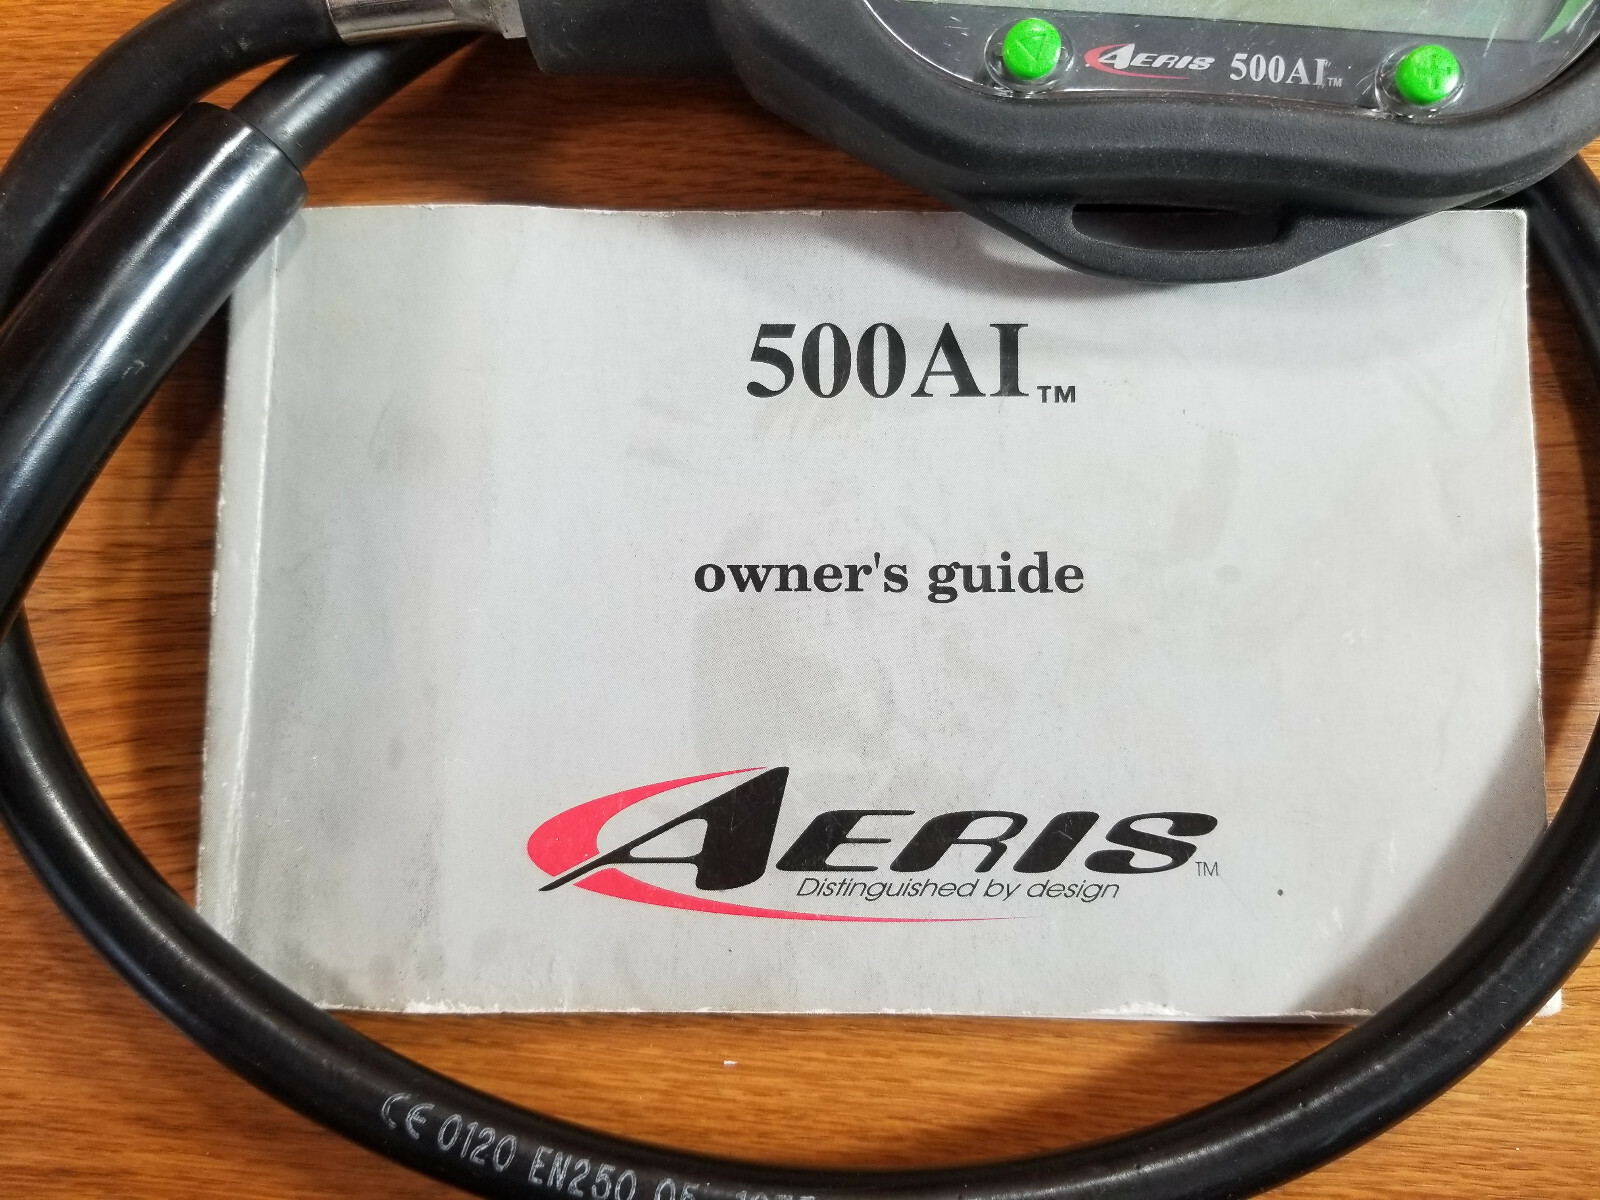 AERIS 500AI™
500AI™
owner's guide
AERIS™
Distinguished by design
CE 0120 EN250